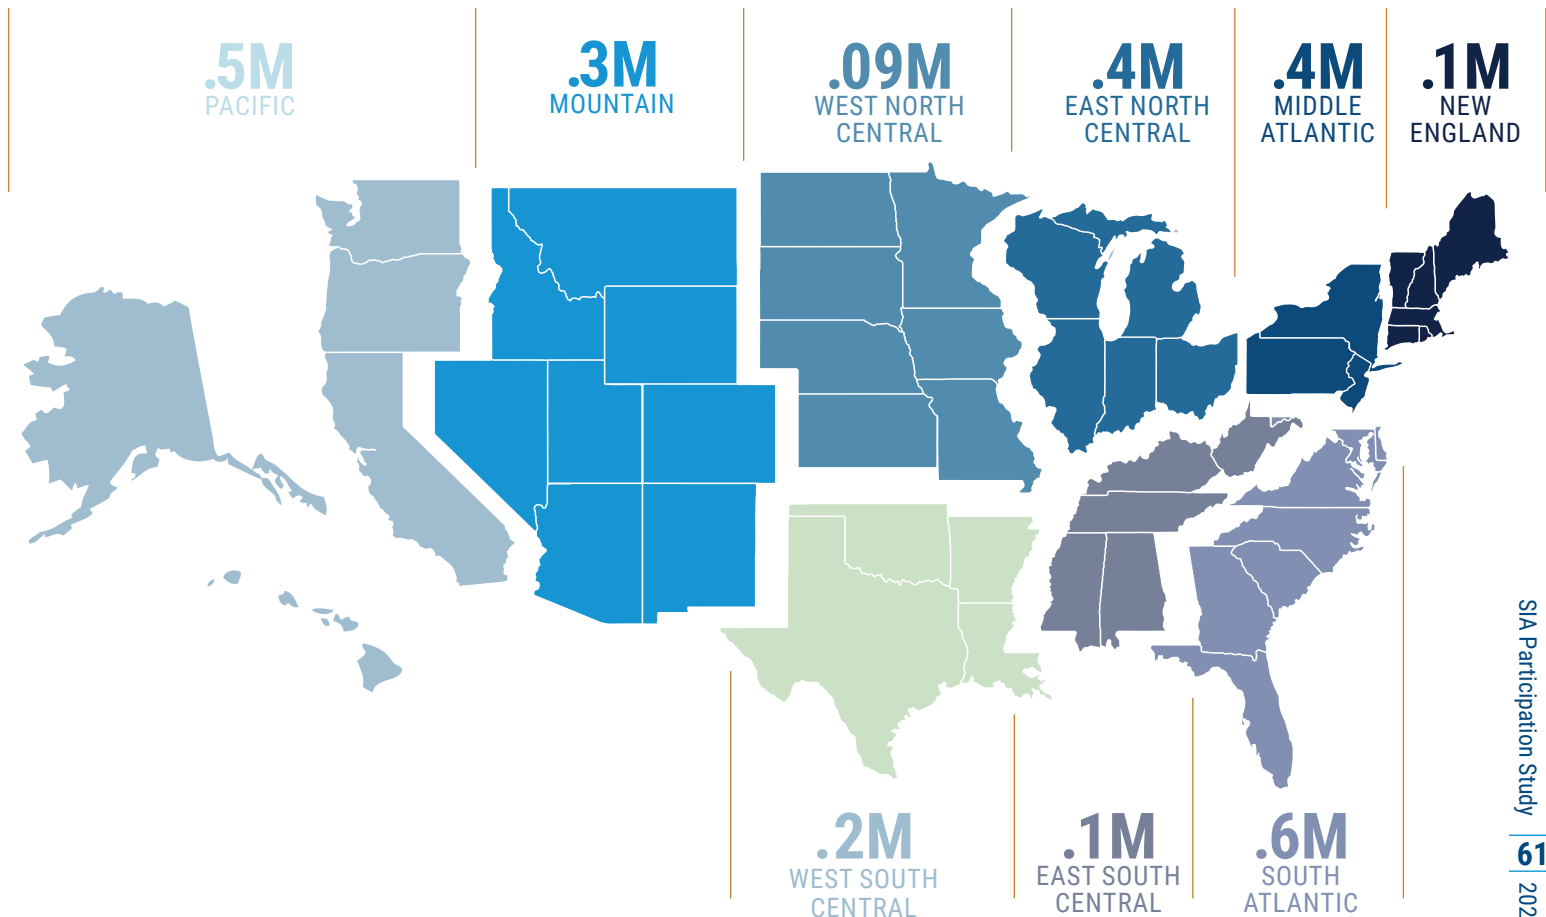 .5M
PACIFIC
.3M
MOUNTAIN
.09M
WEST NORTH
CENTRAL
.4M
EAST NORTH
CENTRAL
.4M
MIDDLE
ATLANTIC
.1M
NEW
ENGLAND
.2M
WEST SOUTH
CENTRAL
.1M
EAST SOUTH
CENTRAL
.6M
SOUTH
ATLANTIC
SIA Participation Study
61
202